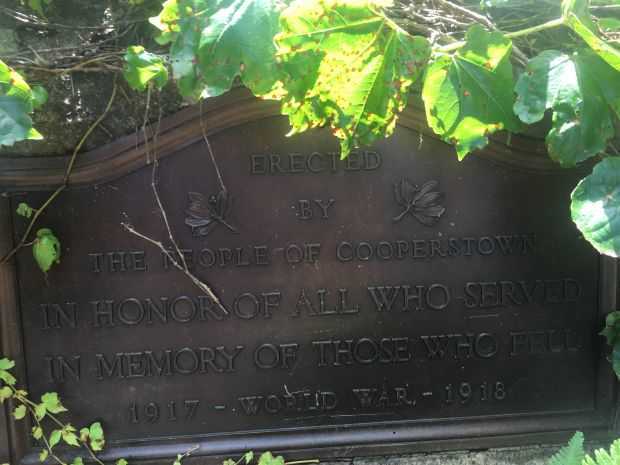 ERECTED
BY
THE PEOPLE OF COOPERSTOWN
IN HONOR OF ALL WHO SERVED
IN MEMORY OF THOSE WHO FELL
1917 - WORLD WAR - 1918